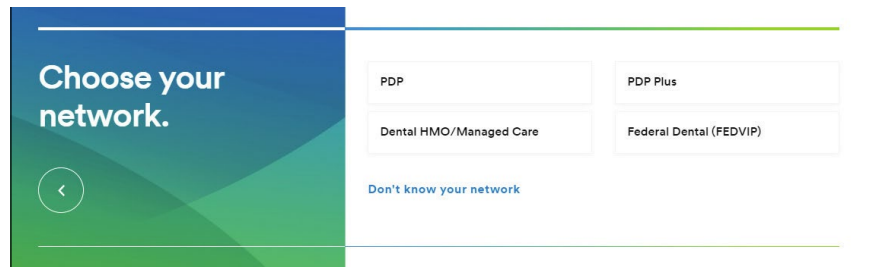 Choose your
network.
PDP
PDP Plus
Dental HMO/Managed Care
Federal Dental (FEDVIP)
Don't know your network